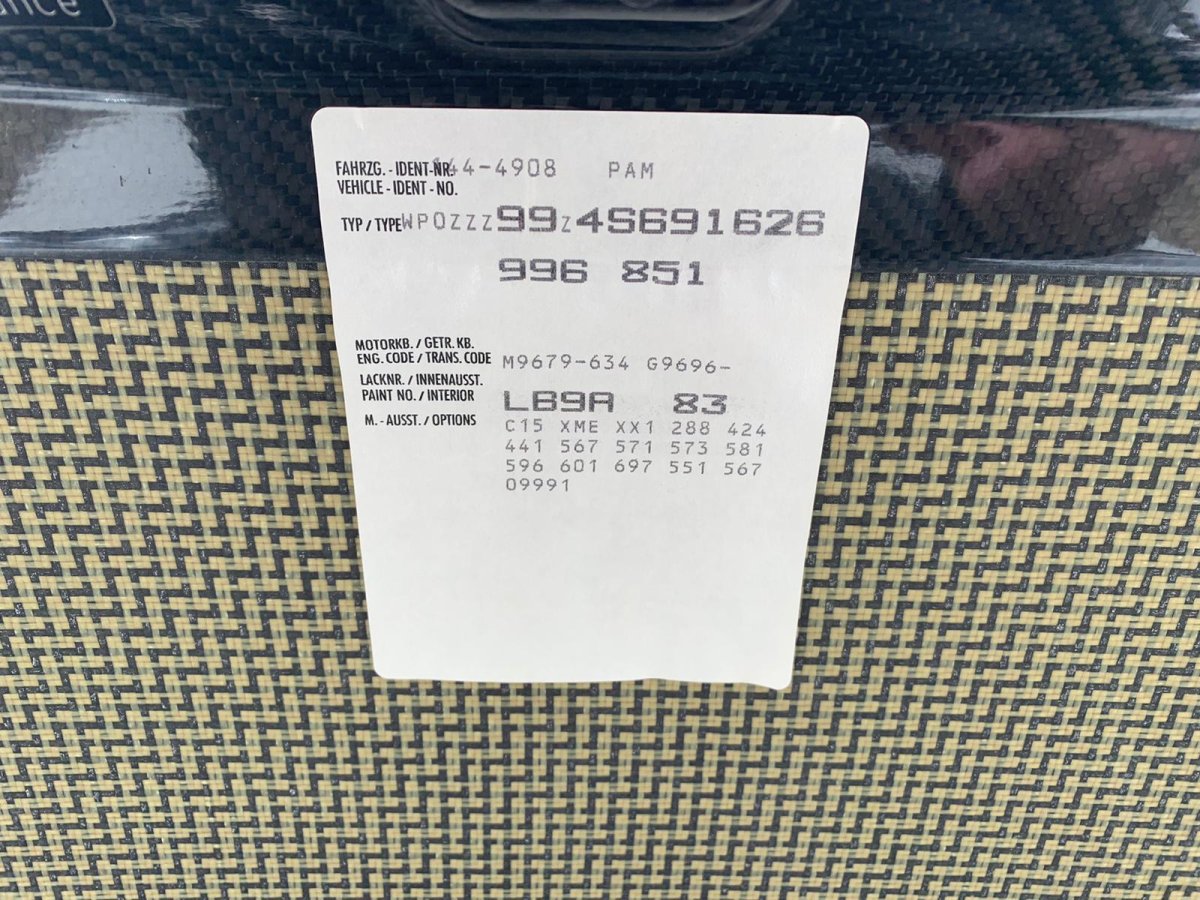 FAHRZG. - IDENT-NR. 144-4908 PAM
VEHICLE - IDENT - NO.
TYP / TYPE WP0ZZZ99Z4S691626
996 851
MOTORKB. / GETR. KB.
ENG. CODE / TRANS. CODE M9679-634 G9696-
LACKNR. / INNENAUSST.
PAINT NO. / INTERIOR LB9A 83
M. - AUSST. / OPTIONS C15 XME XX1 288 424
441 567 571 573 581
596 601 697 551 567
09991